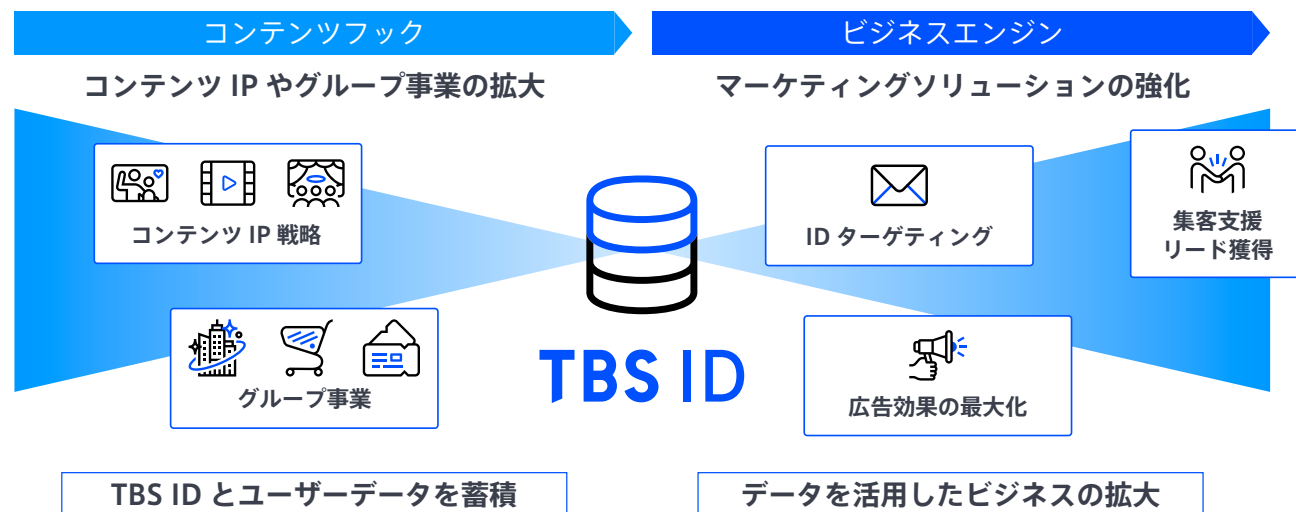 コンテンツフック
ビジネスエンジン
コンテンツ IP やグループ事業の拡大
マーケティングソリューションの強化
コンテンツ IP 戦略
グループ事業
TBS ID
ID ターゲティング
集客支援
リード獲得
広告効果の最大化
TBS ID とユーザーデータを蓄積
データを活用したビジネスの拡大